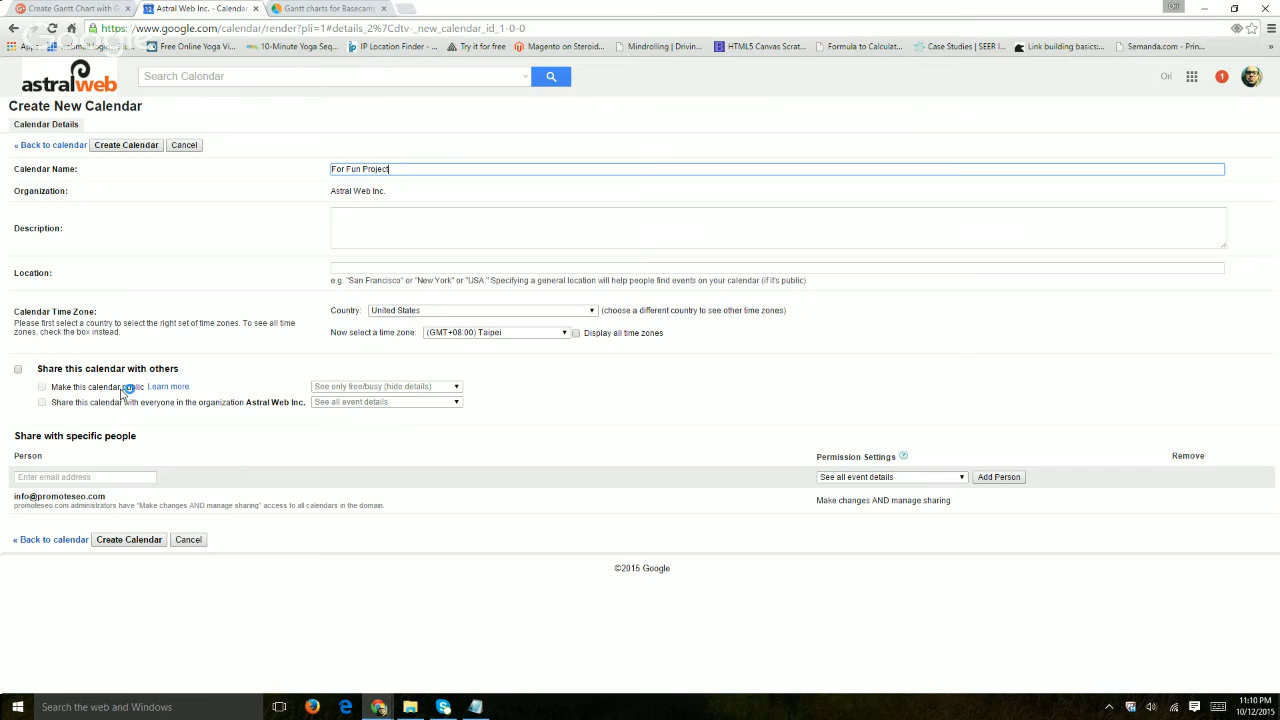 Create Gantt Chart with G
Astral Web Inc. - Calendar
Gantt charts for Basecamp
https://www.google.com/calendar/render?pli=1#details_2%7Cdtv-_new_calendar_id_1-0-0
Free Online Yoga Vi...
10-Minute Yoga Seq...
IP Location Finder - ...
Try it for free
Magento on Steroid...
Mindrolling | Drivin...
HTML5 Canvas Scrat...
Formula to Calculat...
Case Studies | SEER I...
Link building basics:...
Semanda.com - Prin...
Google
astralweb
Search Calendar
Ori
1
Create New Calendar
Calendar Details
« Back to calendar Create Calendar Cancel
Calendar Name: For Fun Project
Organization: Astral Web Inc.
Description:
Location:
e.g. "San Francisco" or "New York" or "USA." Specifying a general location will help people find events on your calendar (if it's public)
Calendar Time Zone:
Please first select a country to select the right set of time zones. To see all time
zones, check the box instead.
Country: United States (choose a different country to see other time zones)
Now select a time zone: (GMT+08:00) Taipei Display all time zones
Share this calendar with others
Make this calendar public Learn more See only free/busy (hide details)
Share this calendar with everyone in the organization Astral Web Inc. See all event details
Share with specific people
Person Permission Settings ? Remove
Enter email address See all event details Add Person
info@promoteseo.com
promoteseo.com administrators have "Make changes AND manage sharing" access to all calendars in the domain.
Make changes AND manage sharing
« Back to calendar Create Calendar Cancel
©2015 Google
Search the web and Windows
11:10 PM
10/12/2015